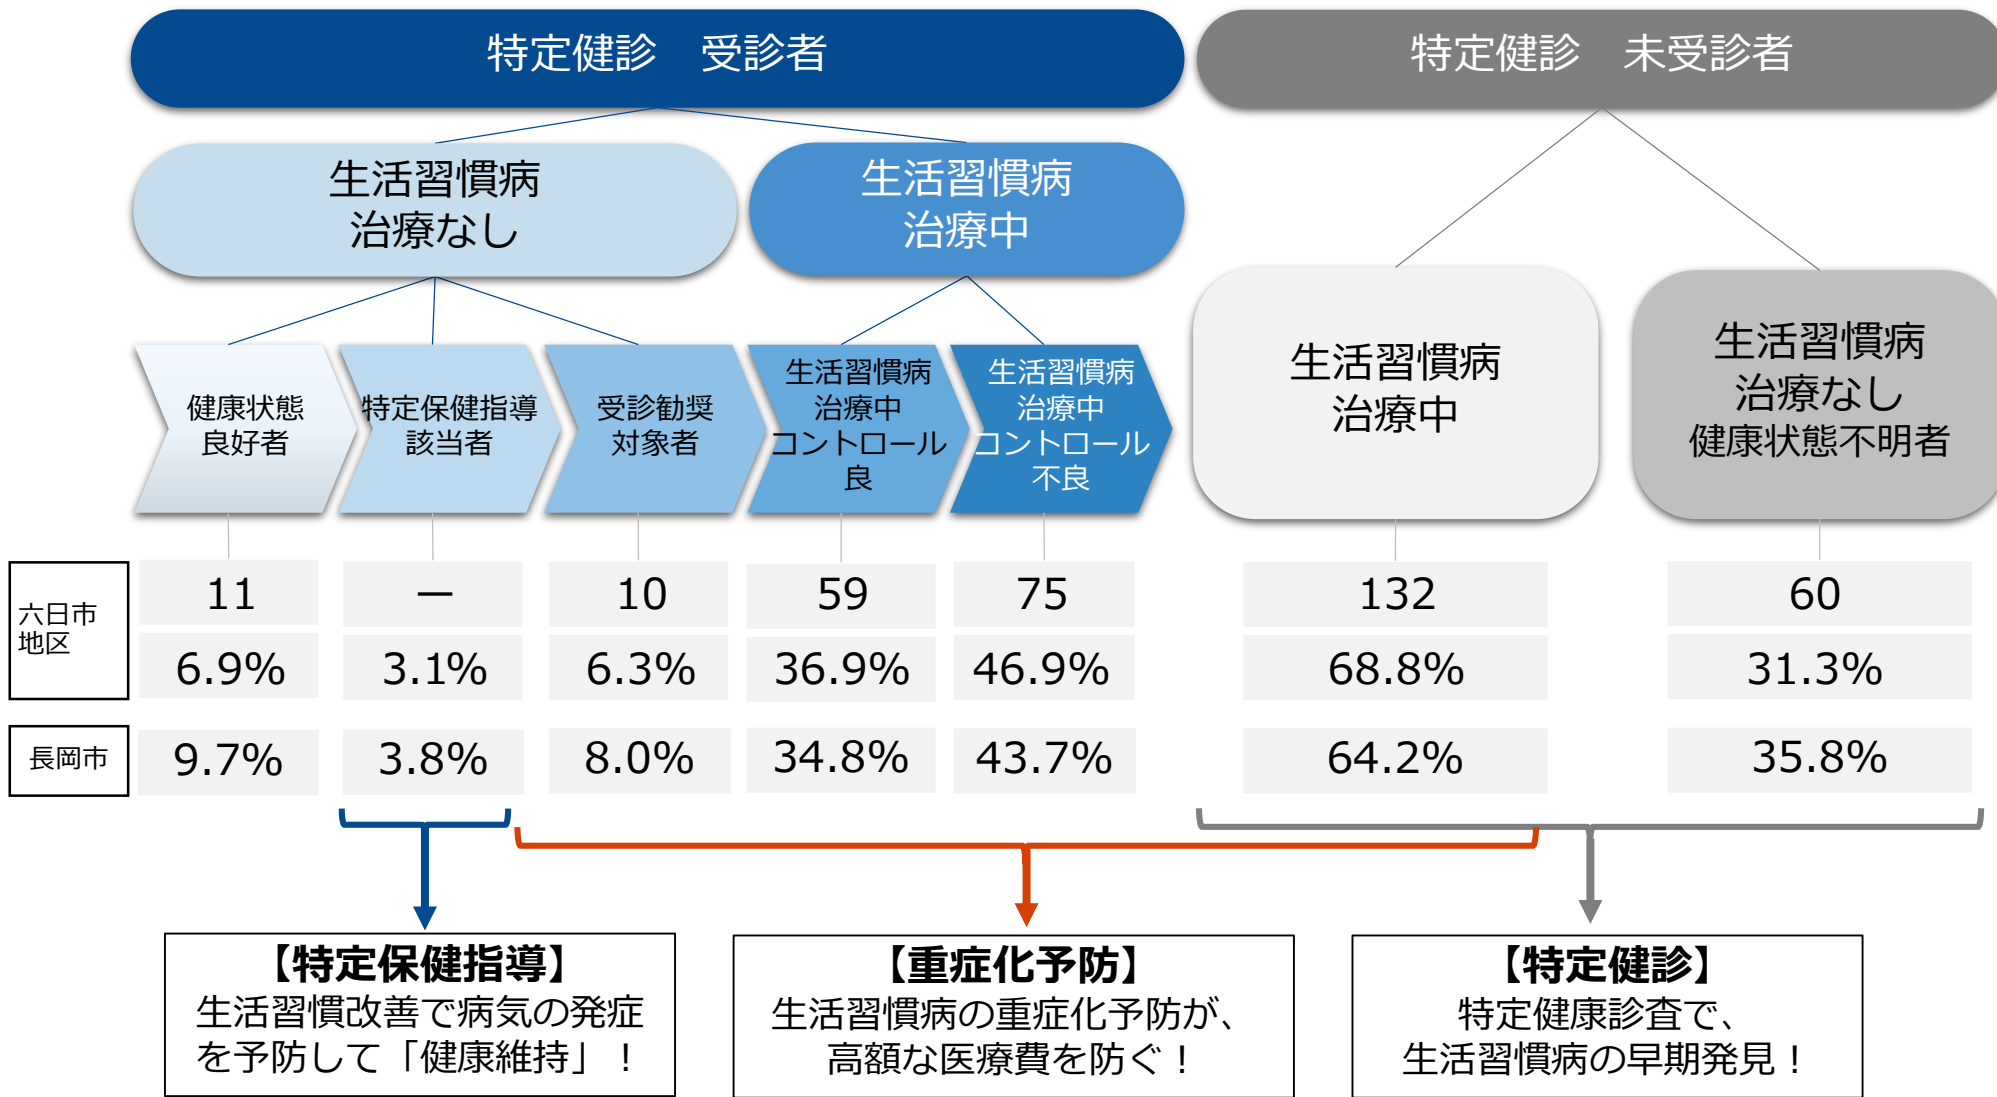 特定健診　受診者
特定健診　未受診者
生活習慣病
治療なし
生活習慣病
治療中
健康状態
良好者
特定保健指導
該当者
受診勧奨
対象者
生活習慣病
治療中
コントロール
良
生活習慣病
治療中
コントロール
不良
生活習慣病
治療中
生活習慣病
治療なし
健康状態不明者
六日市
地区
11 － 10 59 75 132 60
6.9% 3.1% 6.3% 36.9% 46.9% 68.8% 31.3%
長岡市 9.7% 3.8% 8.0% 34.8% 43.7% 64.2% 35.8%
【特定保健指導】
生活習慣改善で病気の発症
を予防して「健康維持」！
【重症化予防】
生活習慣病の重症化予防が、
高額な医療費を防ぐ！
【特定健診】
特定健康診査で、
生活習慣病の早期発見！